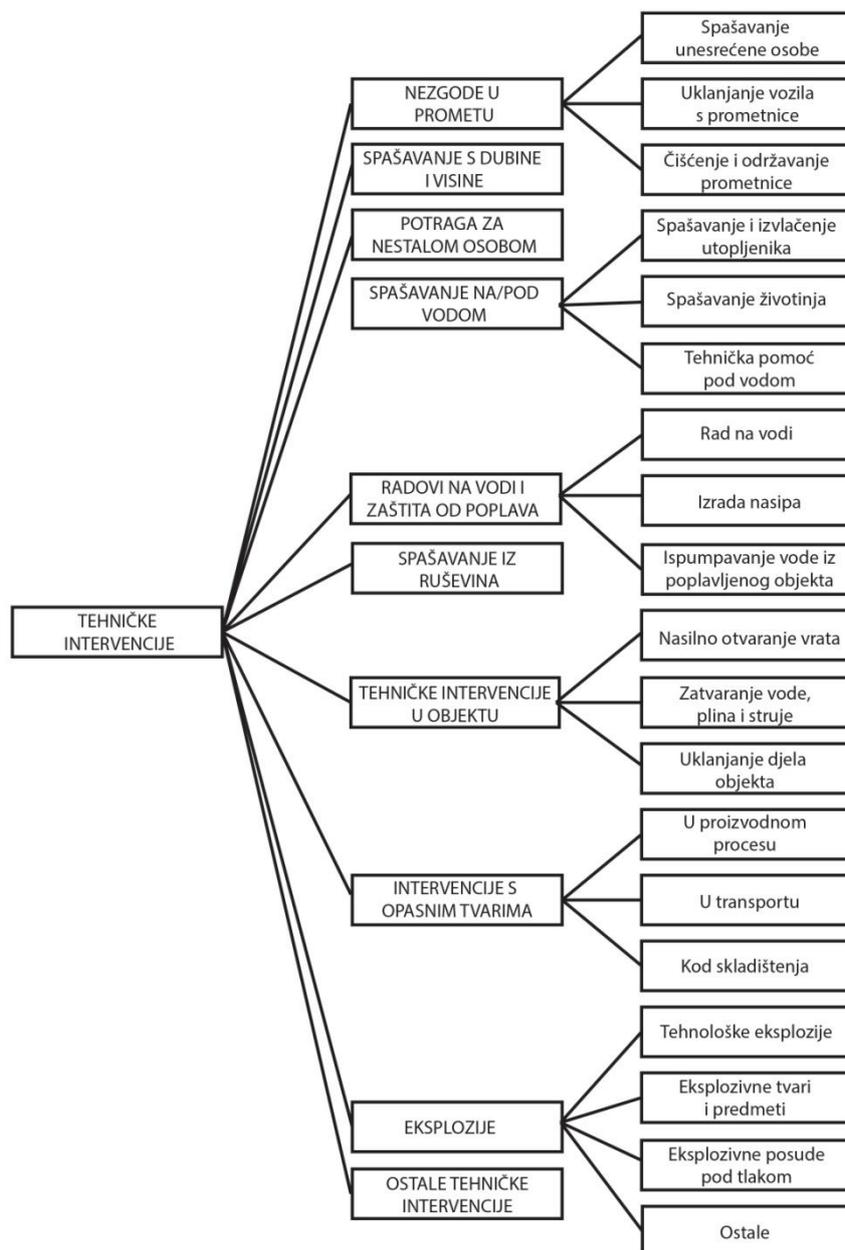 TEHNIČKE
INTERVENCIJE
NEZGODE U
PROMETU
Spašavanje
unesrećene osobe
Uklanjanje vozila
s prometnice
Čišćenje i održavanje
prometnice
SPAŠAVANJE S DUBINE
I VISINE
POTRAGA ZA
NESTALOM OSOBOM
SPAŠAVANJE NA/POD
VODOM
Spašavanje i izvlačenje
utopljenika
Spašavanje životinja
Tehnička pomoć
pod vodom
RADOVI NA VODI I
ZAŠTITA OD POPLAVA
Rad na vodi
Izrada nasipa
Ispumpavanje vode iz
poplavljenog objekta
SPAŠAVANJE IZ
RUŠEVINA
TEHNIČKE INTERVENCIJE
U OBJEKTU
Nasilno otvaranje vrata
Zatvaranje vode,
plina i struje
Uklanjanje djela
objekta
INTERVENCIJE S
OPASNIM TVARIMA
U proizvodnom
procesu
U transportu
Kod skladištenja
EKSPLOZIJE
Tehnološke eksplozije
Eksplozivne tvari
i predmeti
Eksplozivne posude
pod tlakom
Ostale
OSTALE TEHNIČKE
INTERVENCIJE